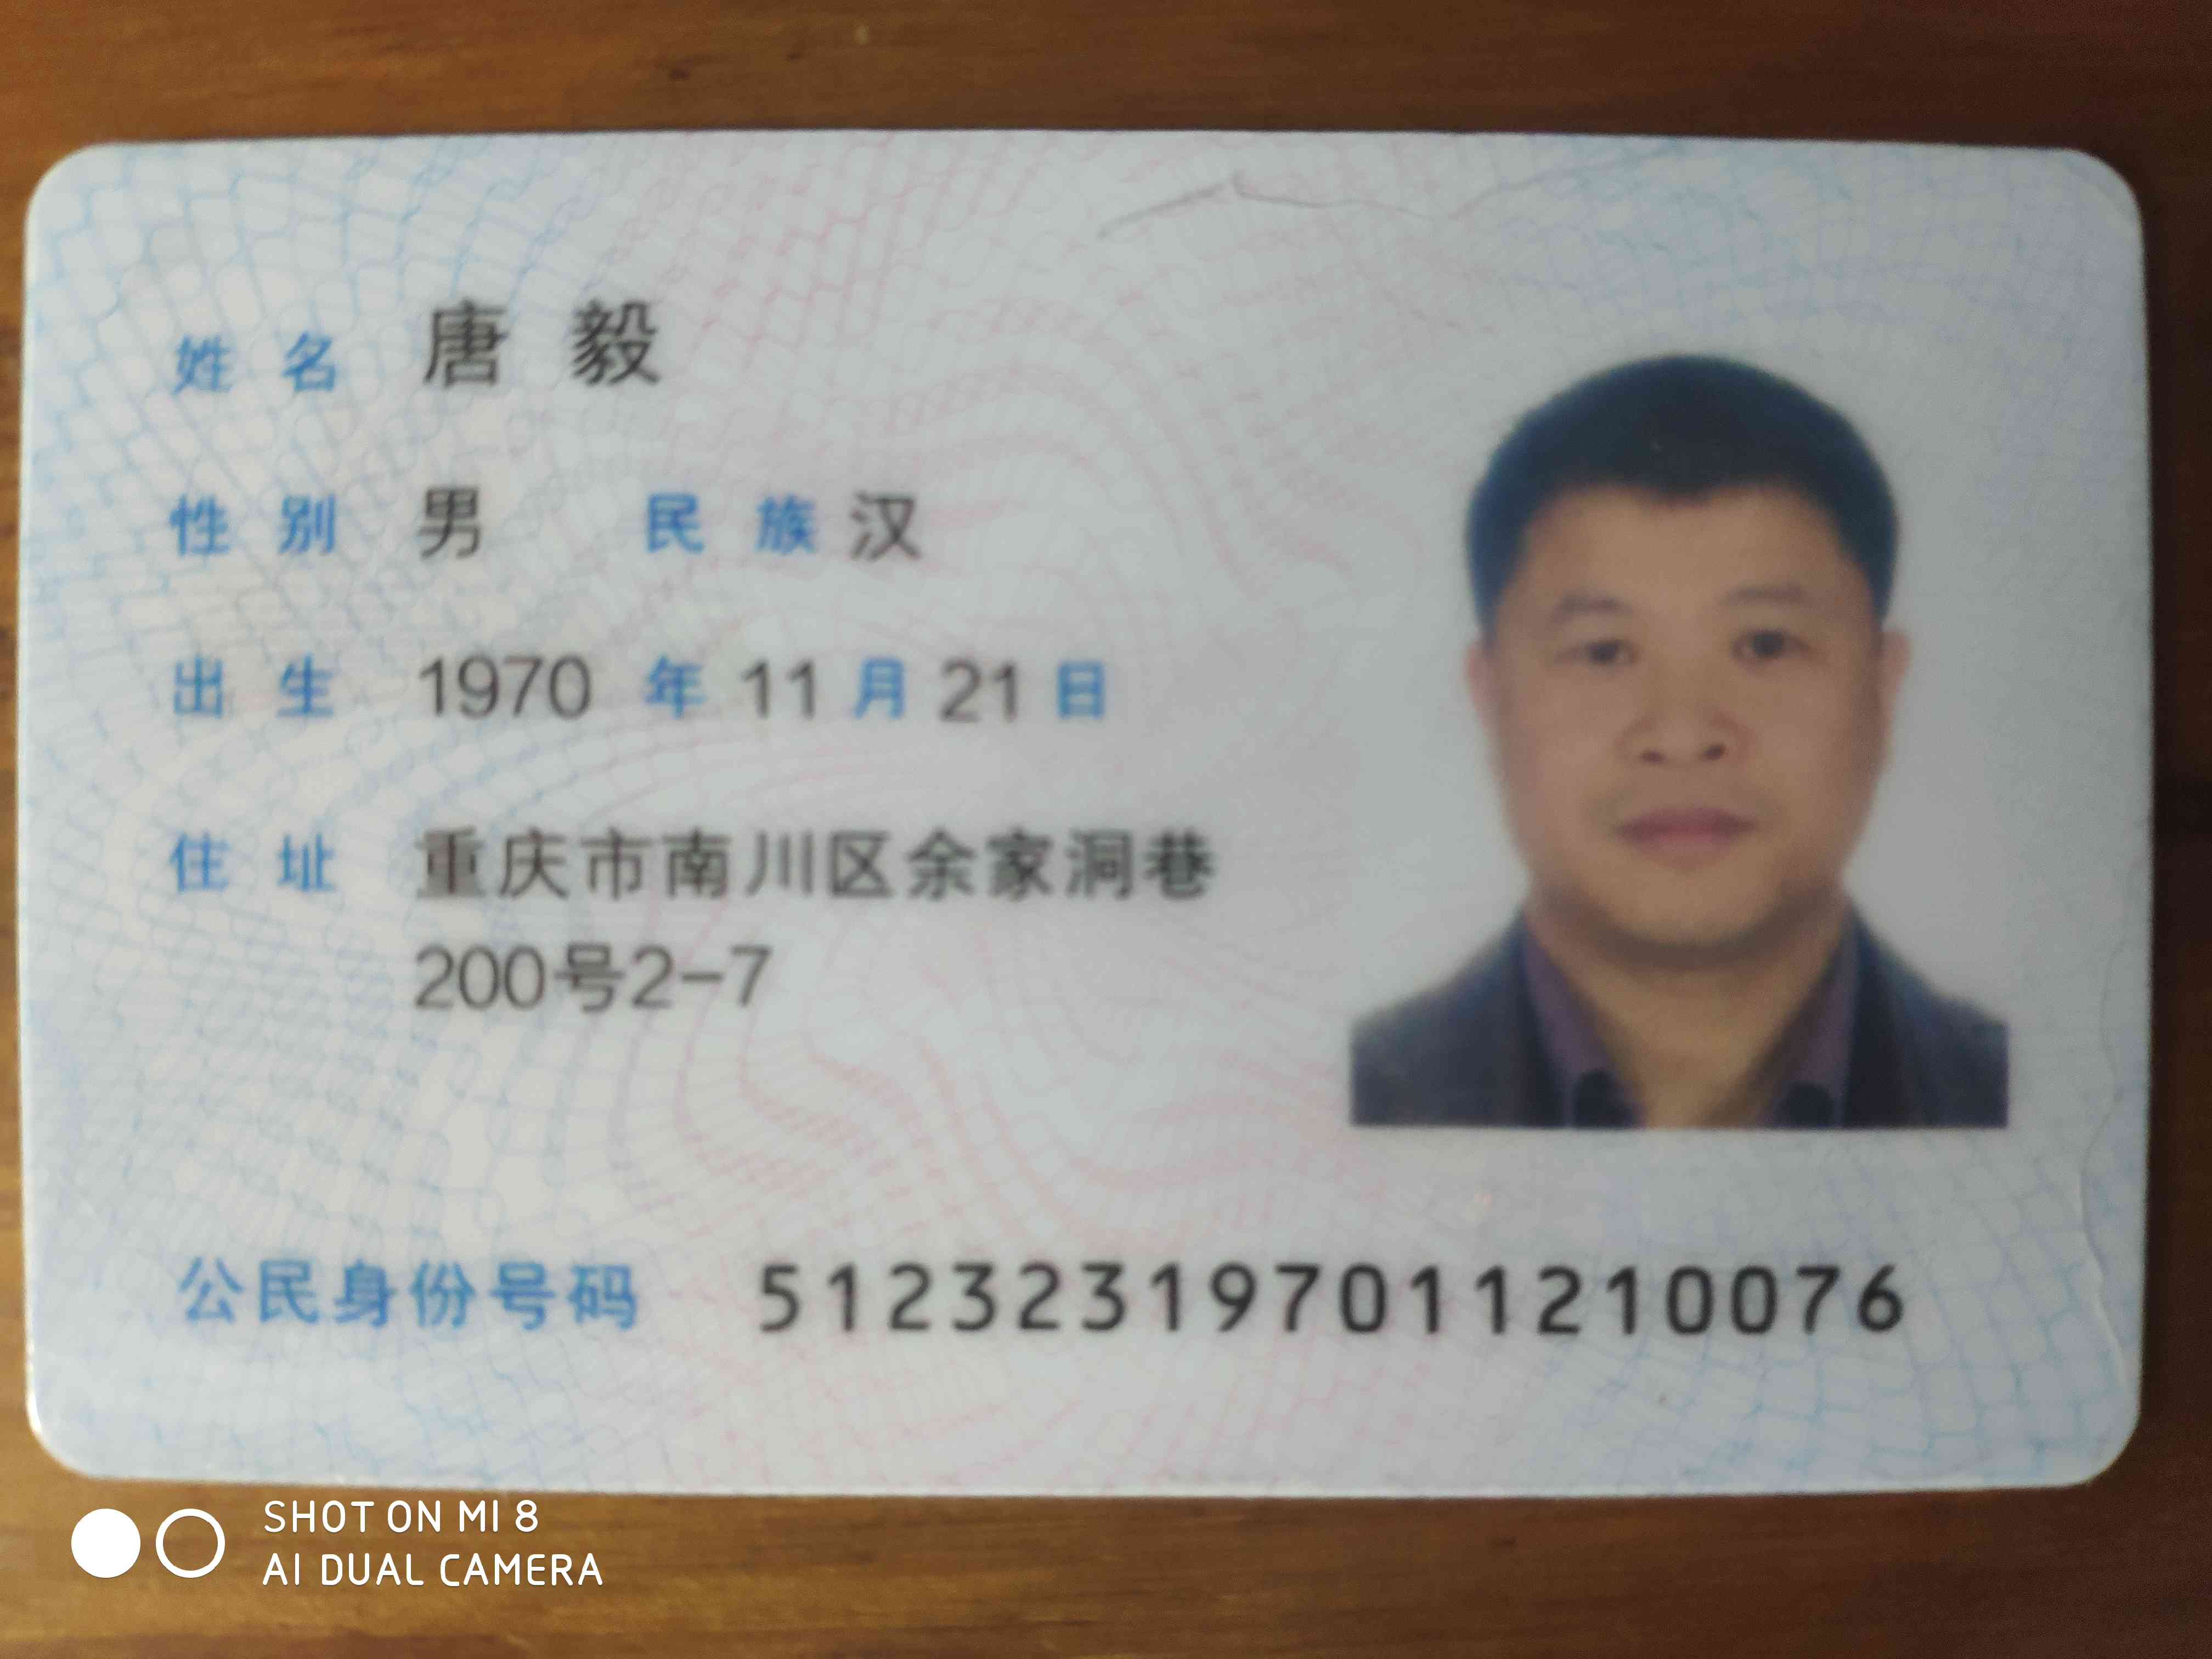 姓名 唐毅
性别 男 民族 汉
出生 1970 年 11 月 21 日
住址 重庆市南川区余家洞巷
200号2-7
公民身份号码 512323197011210076
SHOT ON MI 8
AI DUAL CAMERA